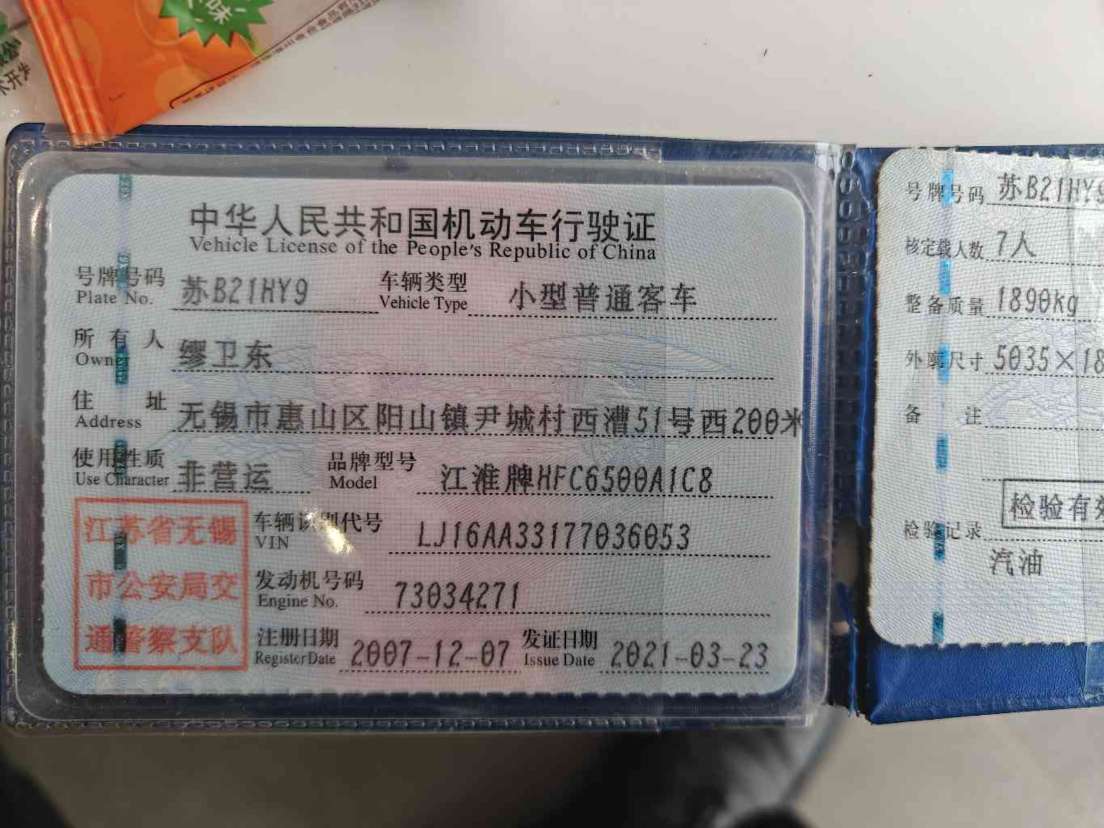 味
中华人民共和国机动车行驶证
Vehicle License of the People's Republic of China
号牌号码 苏B21HY9 车辆类型 小型普通客车
Plate No. Vehicle Type
所有人 缪卫东
Owner
住址 无锡市惠山区阳山镇尹城村西漕51号西200米
Address
使用性质 非营运 品牌型号 江淮牌HFC6500A1C8
Use Character Model
江苏省无锡
市公安局交
通警察支队
车辆识别代号 LJ16AA33177036053
VIN
发动机号码 73034271
Engine No.
注册日期 2007-12-07 发证日期 2021-03-23
Register Date Issue Date
号牌号码 苏B21HY9
核定载人数 7人
整备质量 1890kg
外廓尺寸 5035×18
备注
检验有效
检验记录
汽油